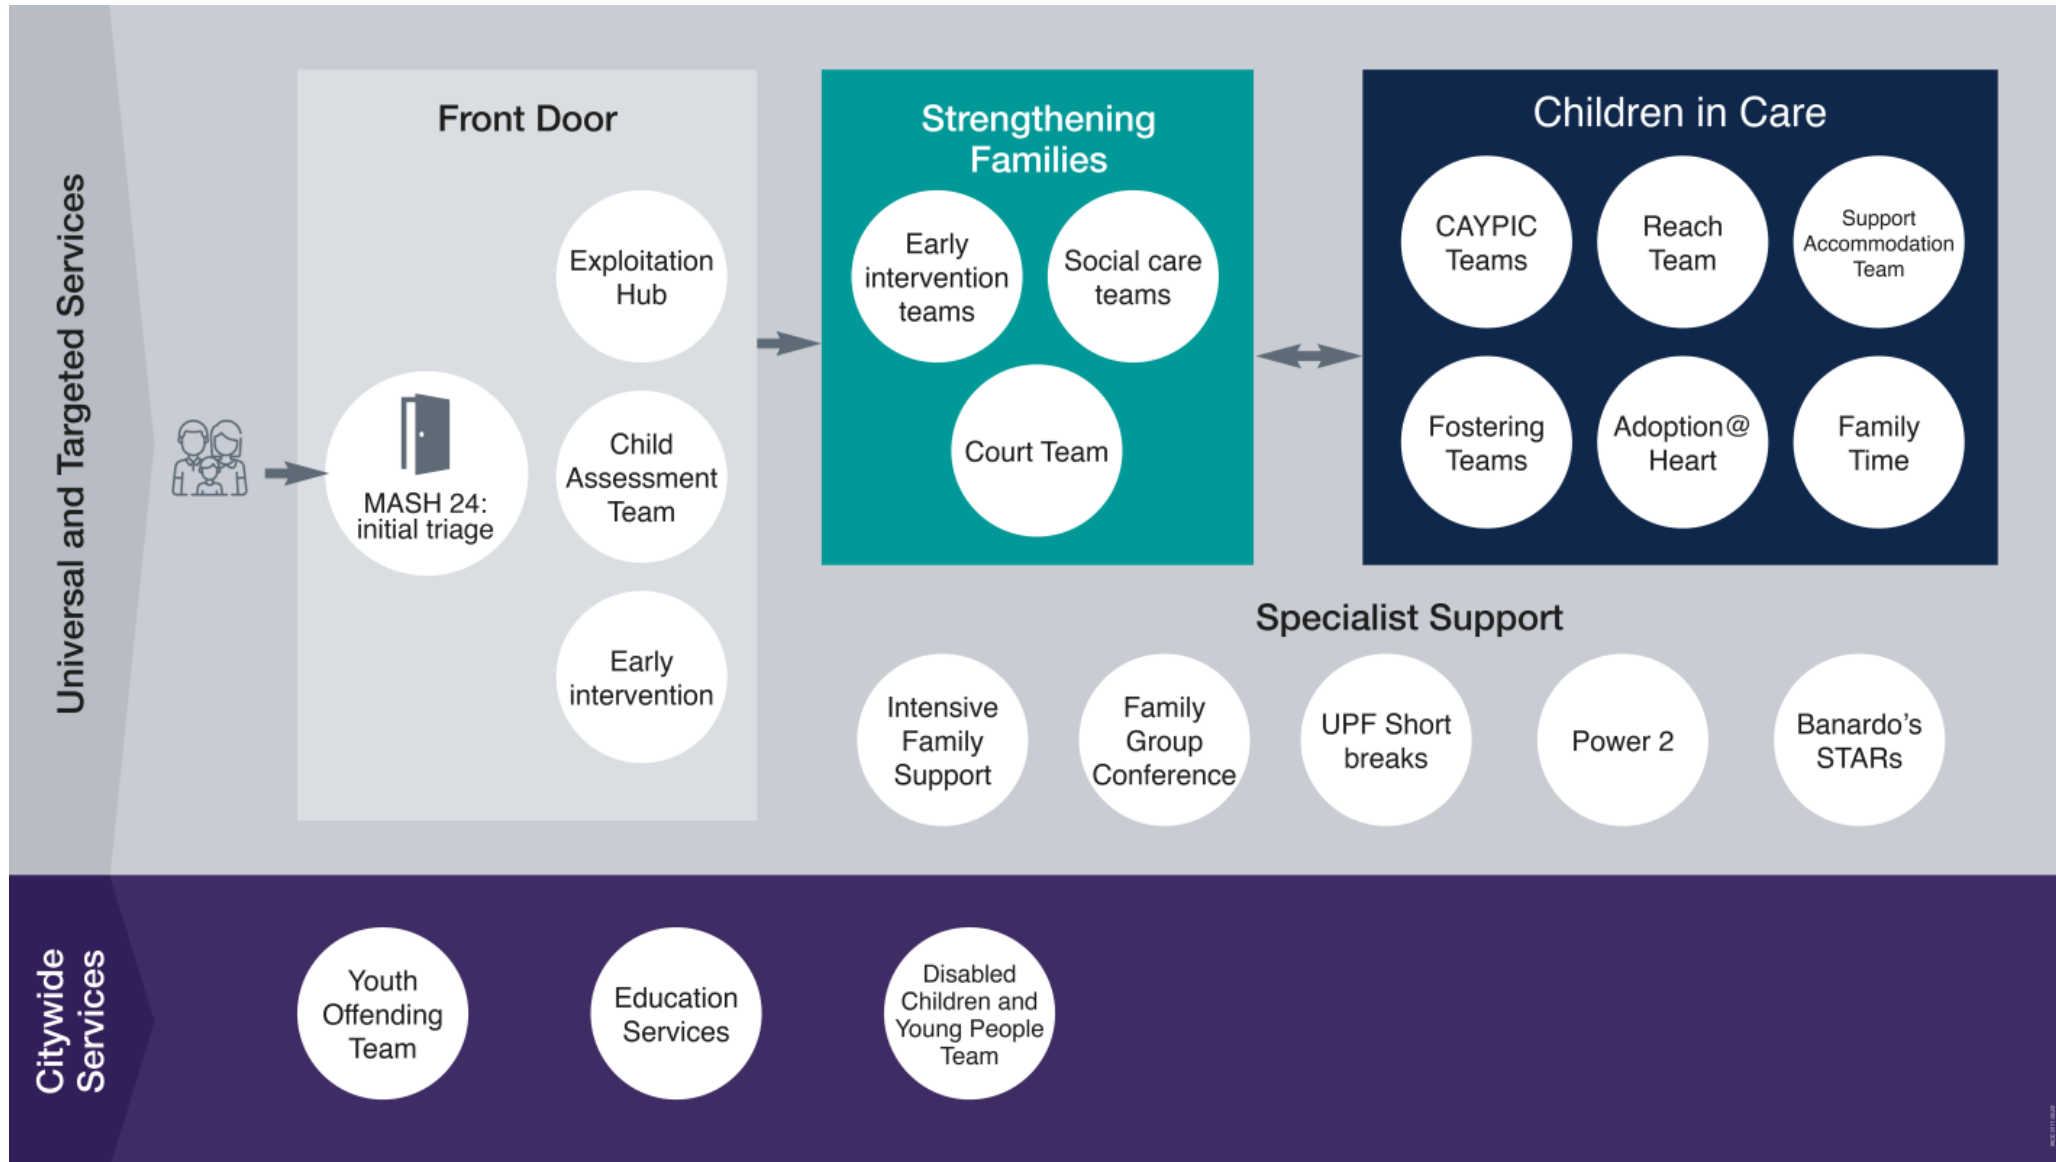 Universal and Targeted Services
Front Door
Exploitation
Hub
MASH 24:
initial triage
Child
Assessment
Team
Early
intervention
Strengthening
Families
Early
intervention
teams
Social care
teams
Court Team
Children in Care
CAYPIC
Teams
Reach
Team
Support
Accommodation
Team
Fostering
Teams
Adoption@
Heart
Family
Time
Specialist Support
Intensive
Family
Support
Family
Group
Conference
UPF Short
breaks
Power 2
Banardo’s
STARs
Citywide
Services
Youth
Offending
Team
Education
Services
Disabled
Children and
Young People
Team